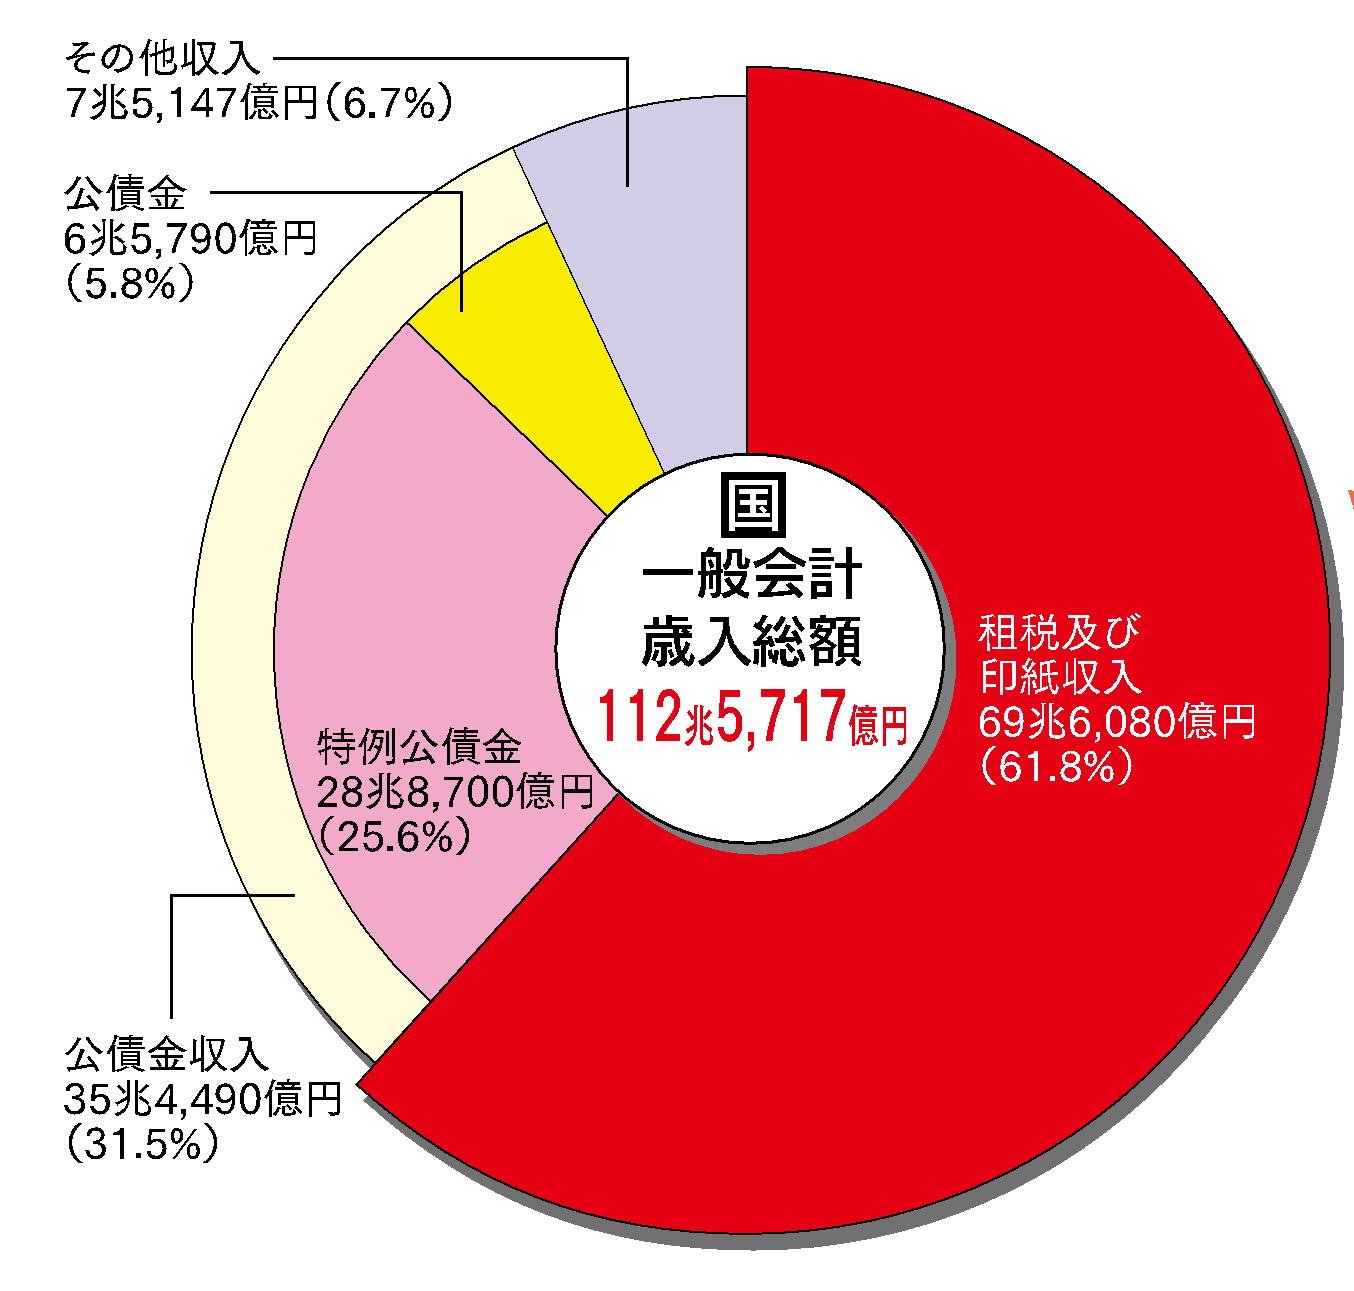 その他収入
7兆5,147億円(6.7%)
公債金
6兆5,790億円
(5.8%)
国
一般会計
歳入総額
112兆5,717億円
租税及び
印紙収入
69兆6,080億円
(61.8%)
特例公債金
28兆8,700億円
(25.6%)
公債金収入
35兆4,490億円
(31.5%)